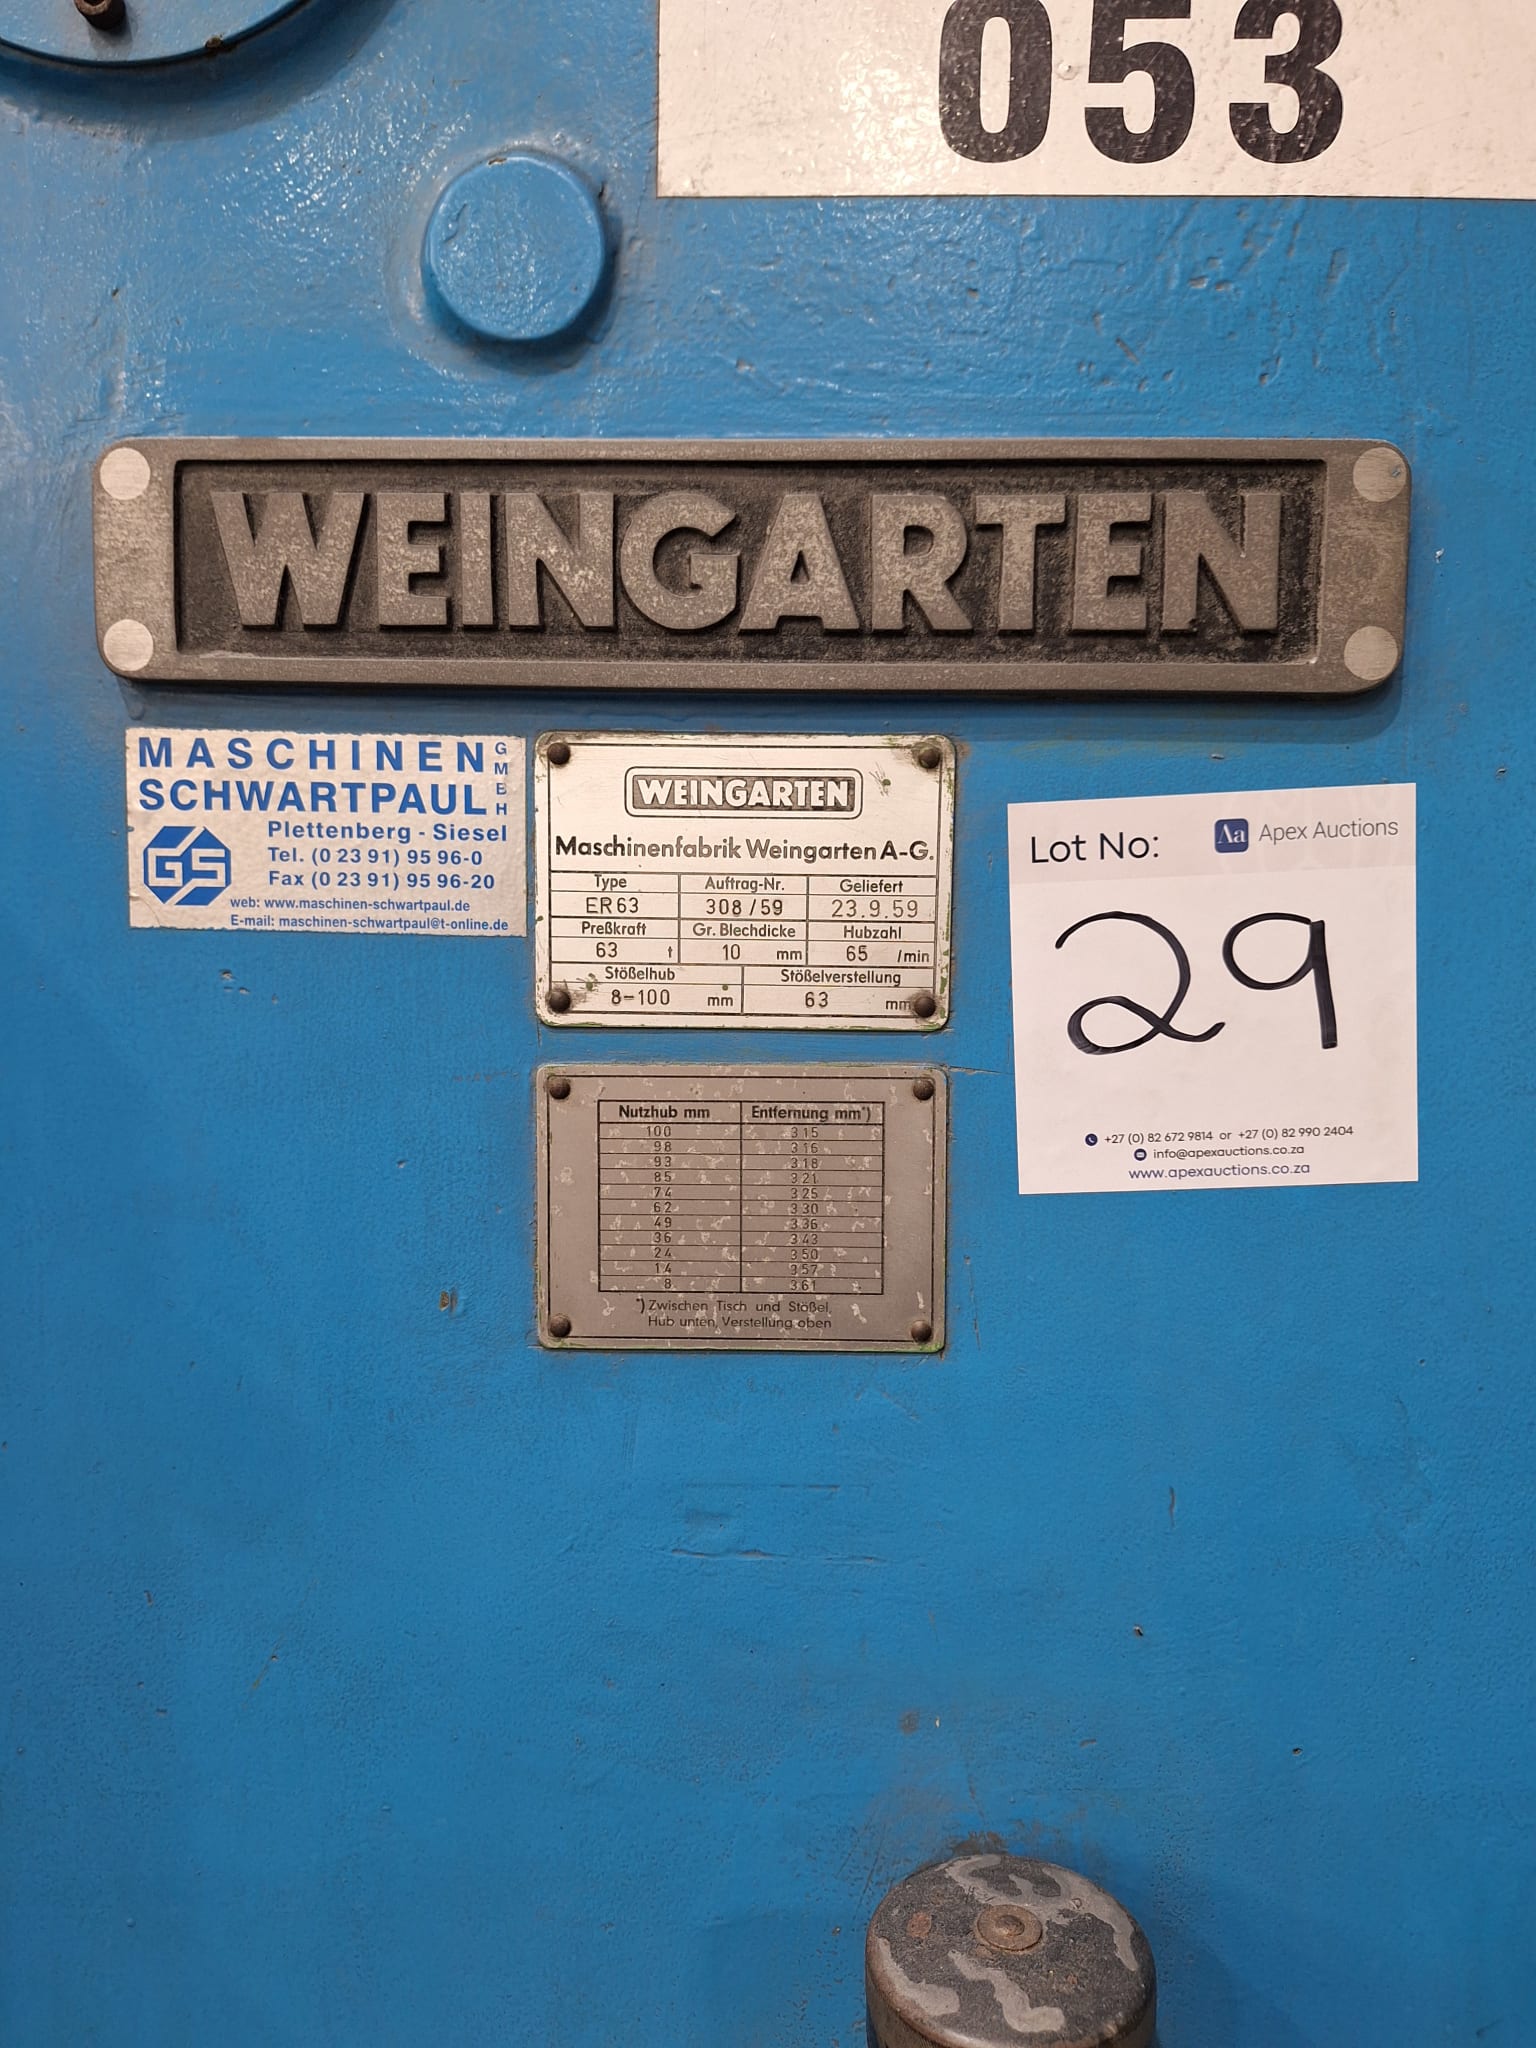 053
WEINGARTEN
MASCHINEN GMBH
SCHWARTPAUL
Plettenberg - Siesel
Tel. (0 23 91) 95 96-0
Fax (0 23 91) 95 96-20
GS
web: www.maschinen-schwartpaul.de
E-mail: maschinen-schwartpaul@t-online.de
WEINGARTEN
Maschinenfabrik Weingarten A-G.
Type Auftrag-Nr. Geliefert
ER 63 308/59 23.9.59
Preßkraft Gr. Blechdicke Hubzahl
63 t 10 mm 65 /min
Stößelhub Stößelverstellung
8-100 mm 63 mm
Lot No: Aa Apex Auctions
29
+27 (0) 82 672 9814 or +27 (0) 82 990 2404
info@apexauctions.co.za
www.apexauctions.co.za
Nutzhub mm Entfernung mm*)
100 315
98 316
93 318
85 321
74 325
62 330
49 336
36 343
24 350
14 357
8 361
*) Zwischen Tisch und Stößel,
Hub unten, Verstellung oben